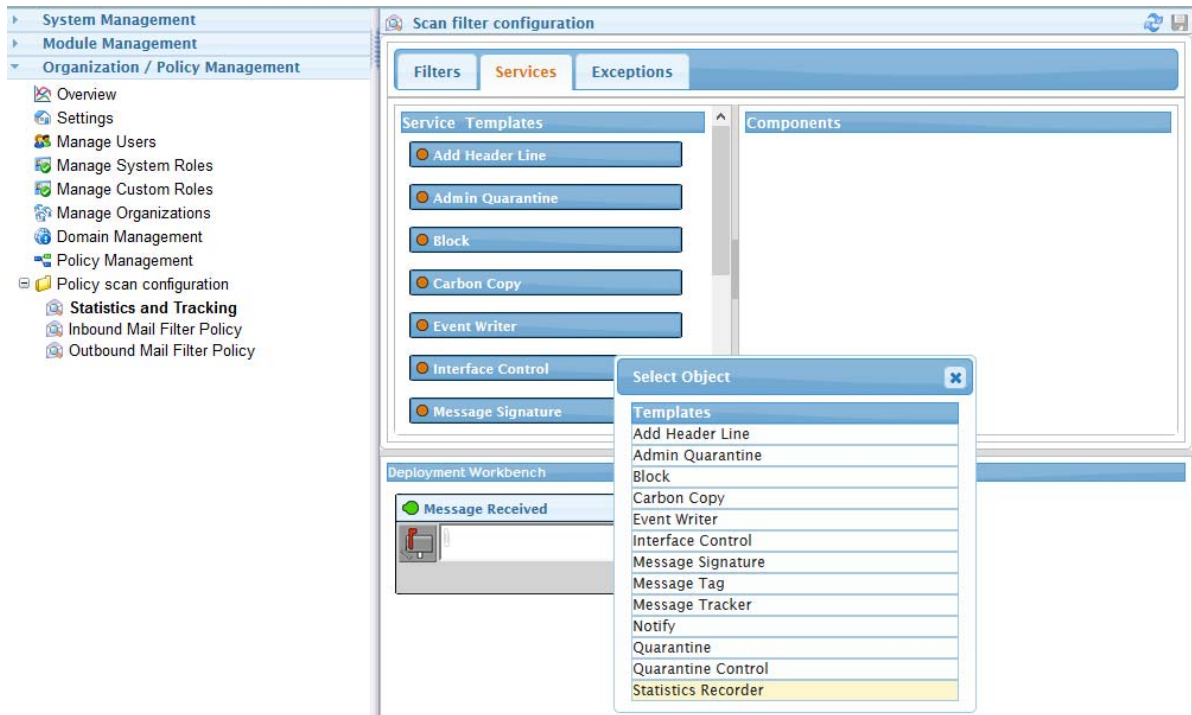 System Management
Module Management
Organization / Policy Management
Overview
Settings
Manage Users
Manage System Roles
Manage Custom Roles
Manage Organizations
Domain Management
Policy Management
Policy scan configuration
Statistics and Tracking
Inbound Mail Filter Policy
Outbound Mail Filter Policy
Scan filter configuration
Filters Services Exceptions
Service Templates
Add Header Line
Admin Quarantine
Block
Carbon Copy
Event Writer
Interface Control
Message Signature
Components
Deployment Workbench
Message Received
Select Object
Templates
Add Header Line
Admin Quarantine
Block
Carbon Copy
Event Writer
Interface Control
Message Signature
Message Tag
Message Tracker
Notify
Quarantine
Quarantine Control
Statistics Recorder